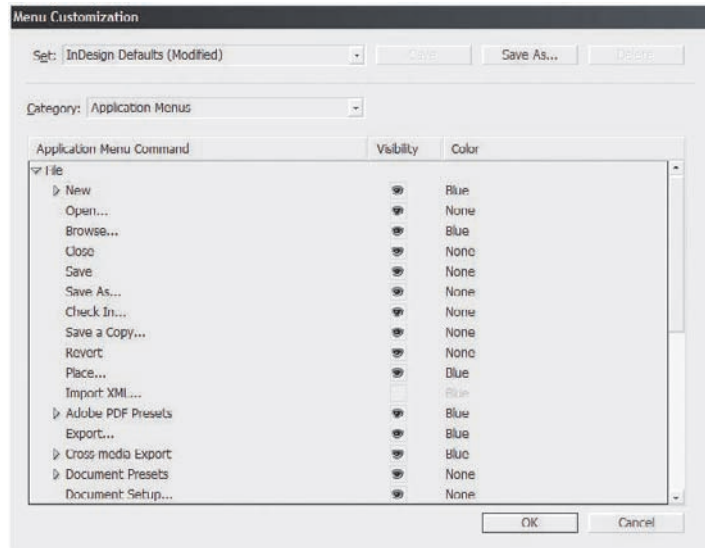 Menu Customization
Set: InDesign Defaults (Modified) Save Save As... Delete
Category: Application Menus
Application Menu Command Visibility Color
File
New Blue
Open... None
Browse... Blue
Close None
Save None
Save As... None
Check In... None
Save a Copy... None
Revert None
Place... Blue
Import XML... Blue
Adobe PDF Presets Blue
Export... Blue
Cross-media Export Blue
Document Presets None
Document Setup... None
OK Cancel